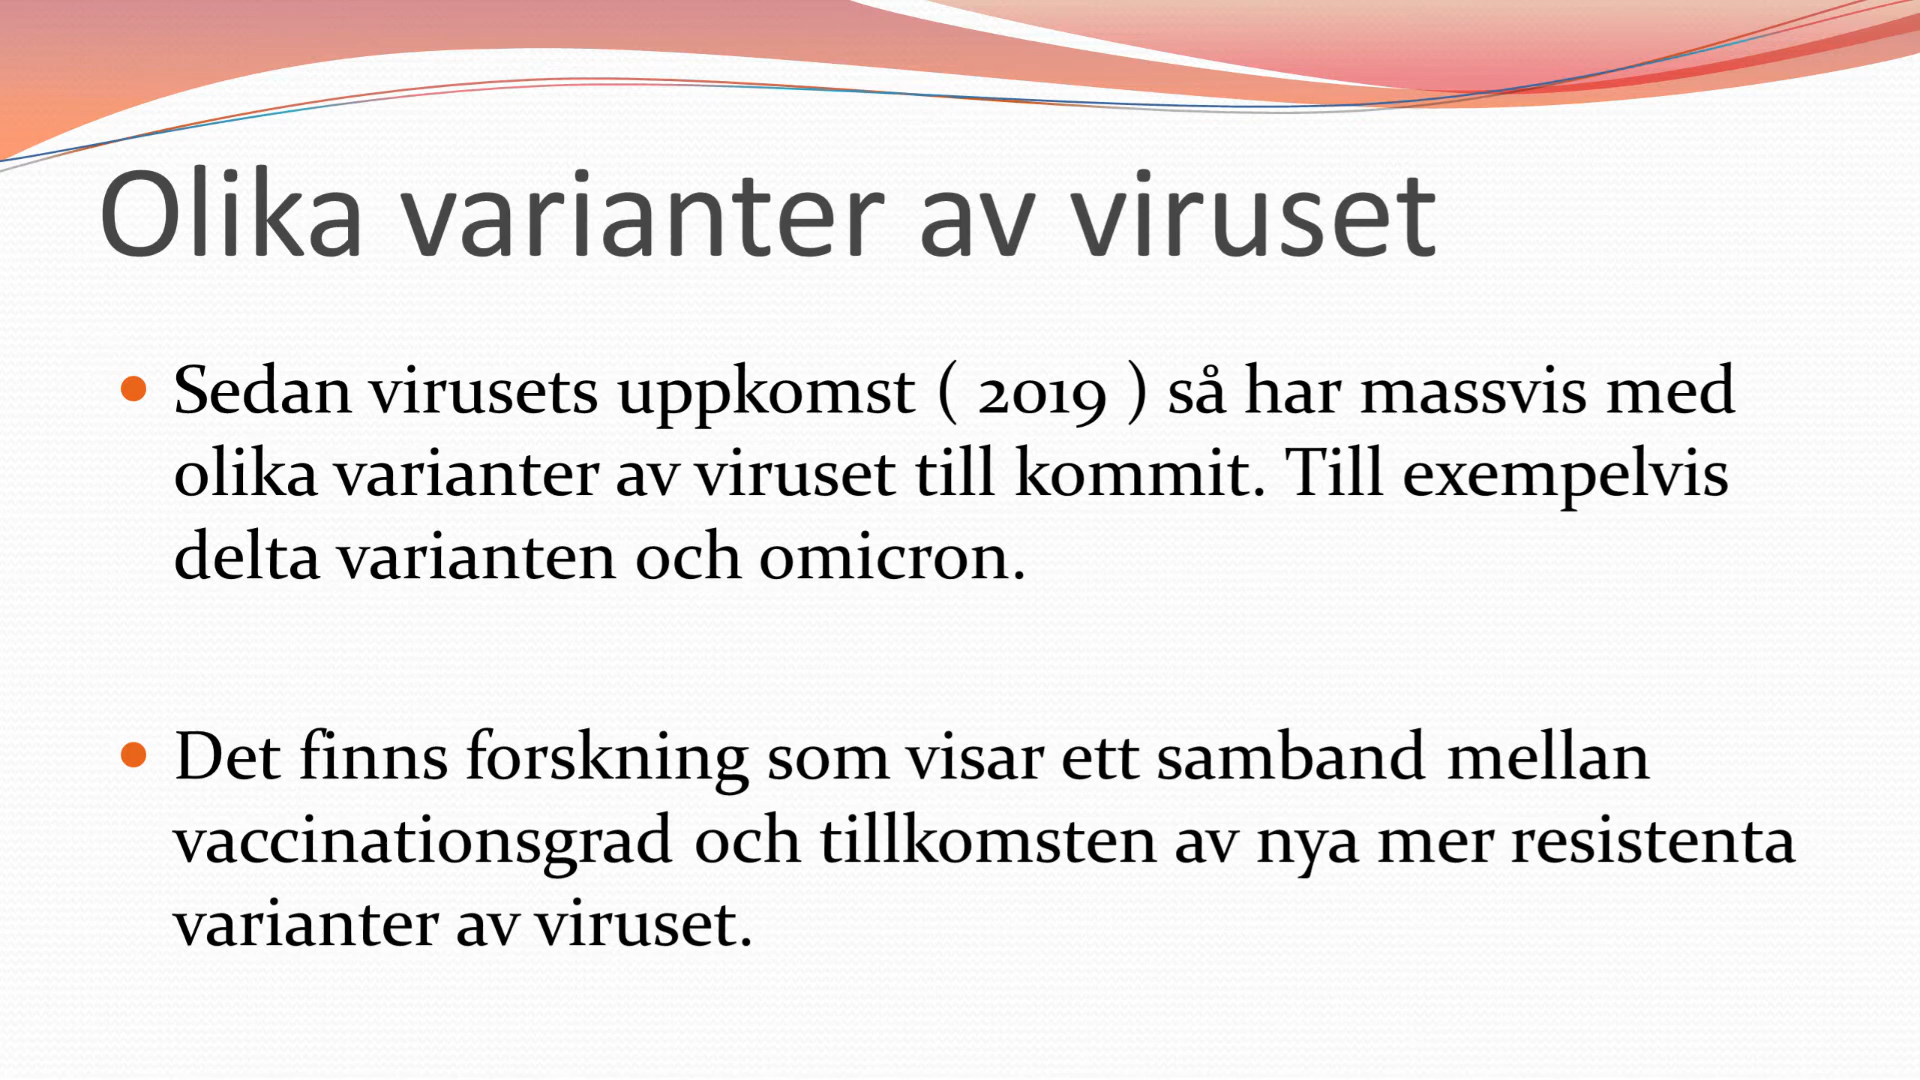 Olika varianter av viruset
• Sedan virusets uppkomst ( 2019 ) så har massvis med
olika varianter av viruset till kommit. Till exempelvis
delta varianten och omicron.
• Det finns forskning som visar ett samband mellan
vaccinationsgrad och tillkomsten av nya mer resistenta
varianter av viruset.